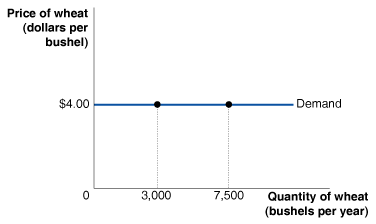 Price of wheat
(dollars per
bushel)
$4.00
Demand
0
3,000
7,500
Quantity of wheat
(bushels per year)